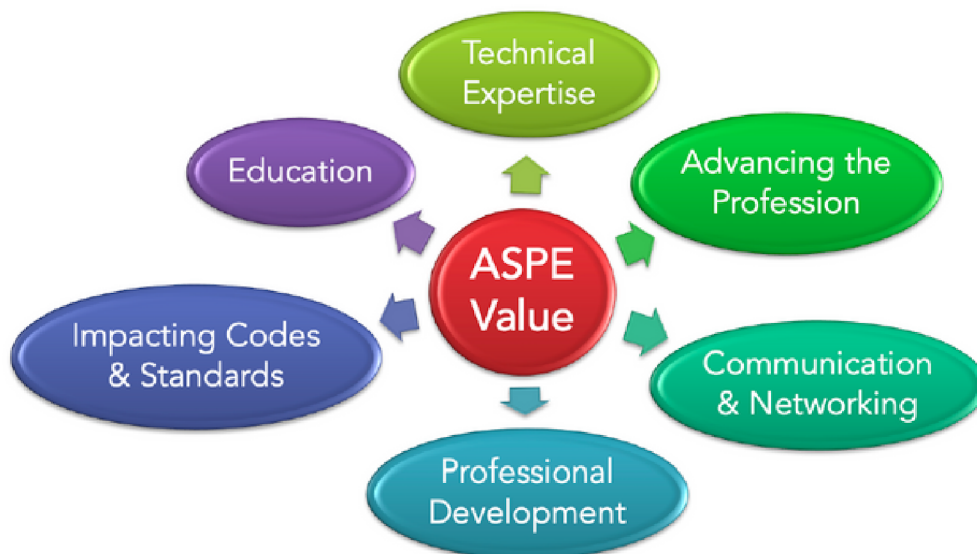 Technical
Expertise
Education
Advancing the
Profession
ASPE
Value
Impacting Codes
& Standards
Communication
& Networking
Professional
Development